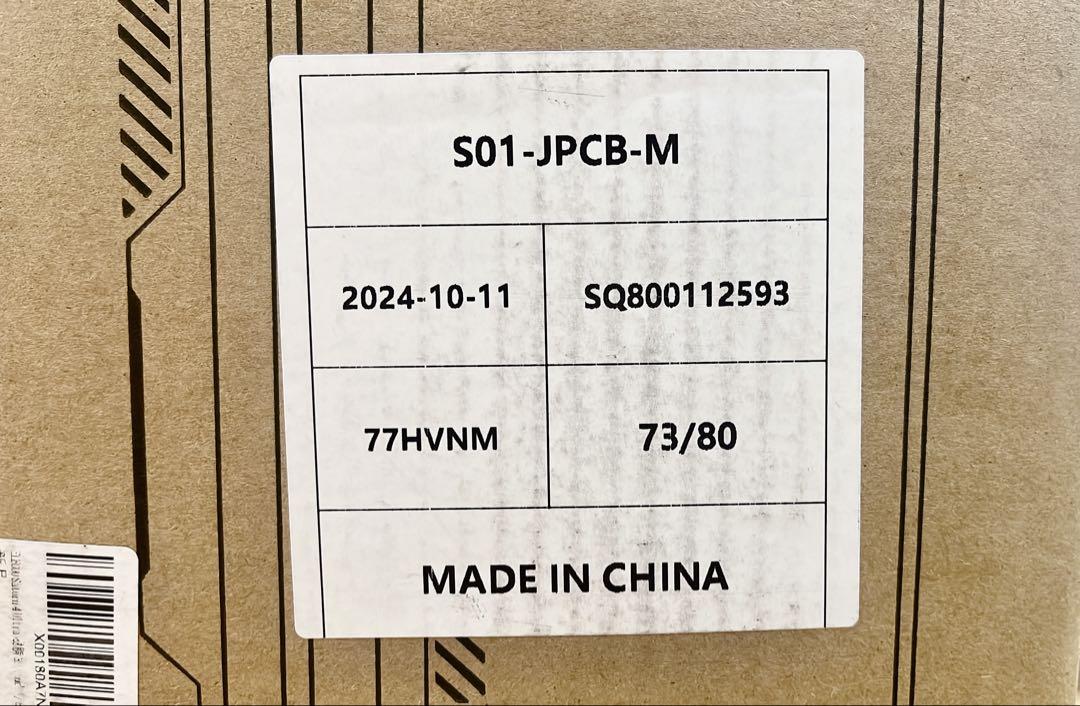 S01-JPCB-M
2024-10-11
SQ800112593
77HVNM
73/80
MADE IN CHINA